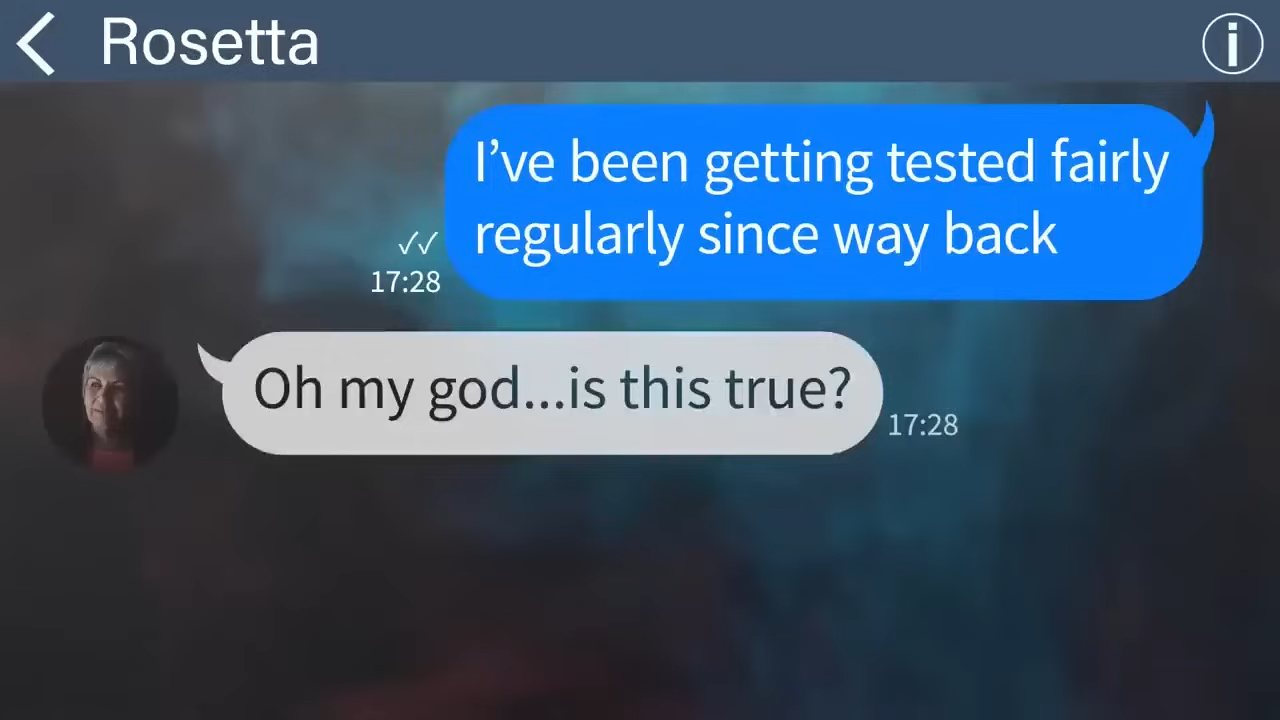 Rosetta
I’ve been getting tested fairly
regularly since way back
✓✓
17:28
Oh my god...is this true?
17:28